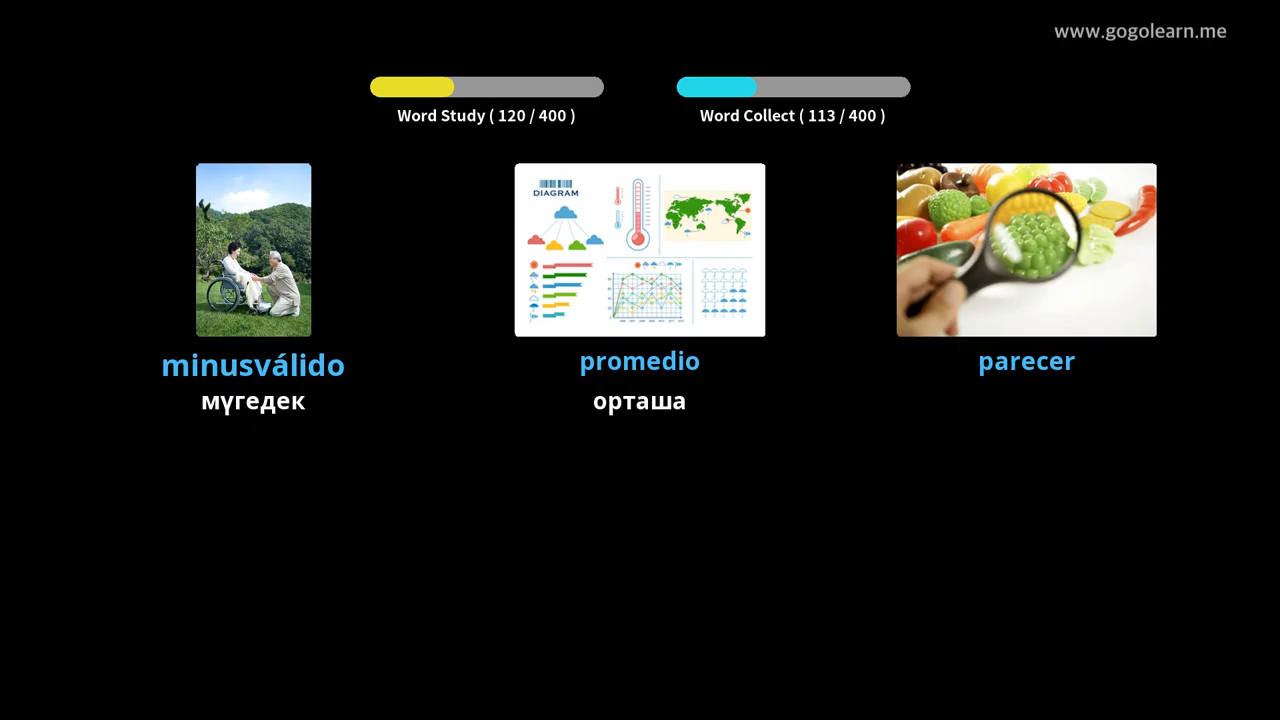 www.gogolearn.me
Word Study ( 120 / 400 )
Word Collect ( 113 / 400 )
DIAGRAM
minusválido
promedio
parecer
мүгедек
орташа